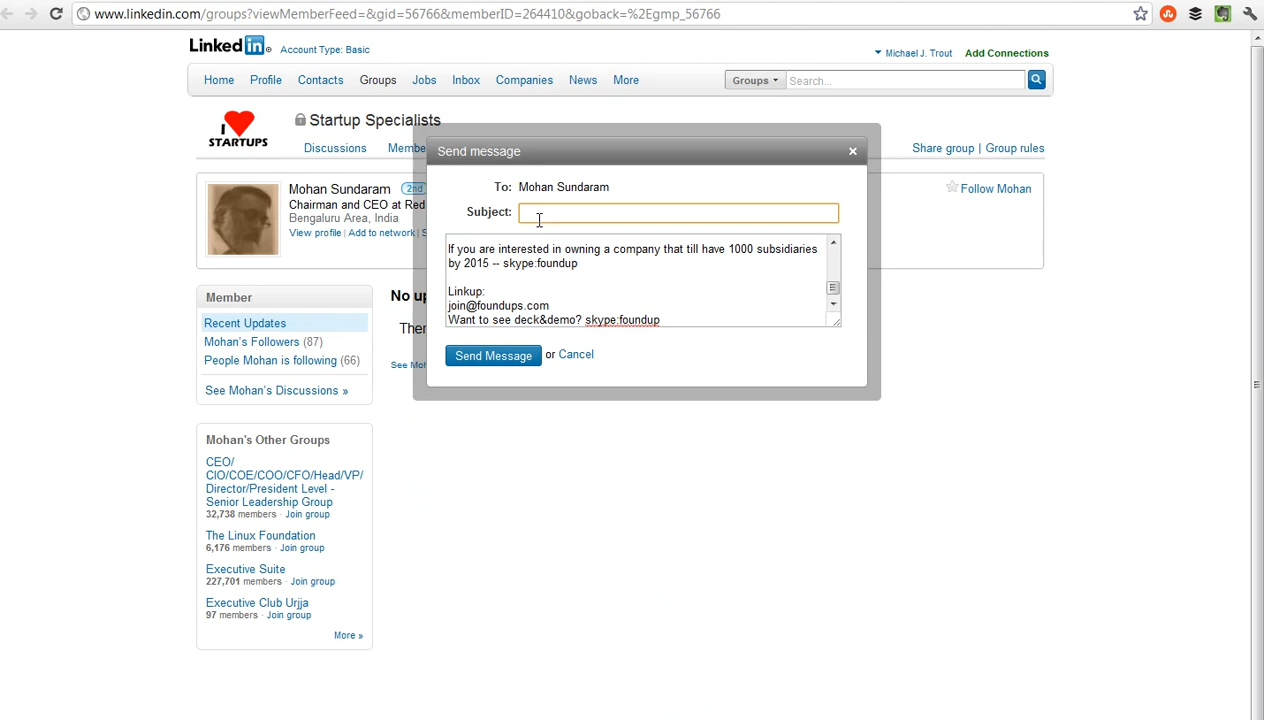 www.linkedin.com/groups?viewMemberFeed=&gid=56766&memberID=264410&goback=%2Egmp_56766
Linked in Account Type: Basic
Michael J. Trout Add Connections
Home Profile Contacts Groups Jobs Inbox Companies News More Groups Search...
I
STARTUPS
Startup Specialists
Discussions Membe Share group | Group rules
Send message
To: Mohan Sundaram
Subject:
If you are interested in owning a company that till have 1000 subsidiaries
by 2015 -- skype:foundup
Linkup:
join@foundups.com
Want to see deck&demo? skype:foundup
Send Message or Cancel
Mohan Sundaram 2nd
Chairman and CEO at Red
Bengaluru Area, India
View profile | Add to network | S
Follow Mohan
Member
Recent Updates
Mohan's Followers (87)
People Mohan is following (66)
See Mohan's Discussions »
No up
Ther
See Moh
Mohan's Other Groups
CEO/
CIO/COE/COO/CFO/Head/VP/
Director/President Level -
Senior Leadership Group
32,738 members · Join group
The Linux Foundation
6,176 members · Join group
Executive Suite
227,701 members · Join group
Executive Club Urjja
97 members · Join group
More »